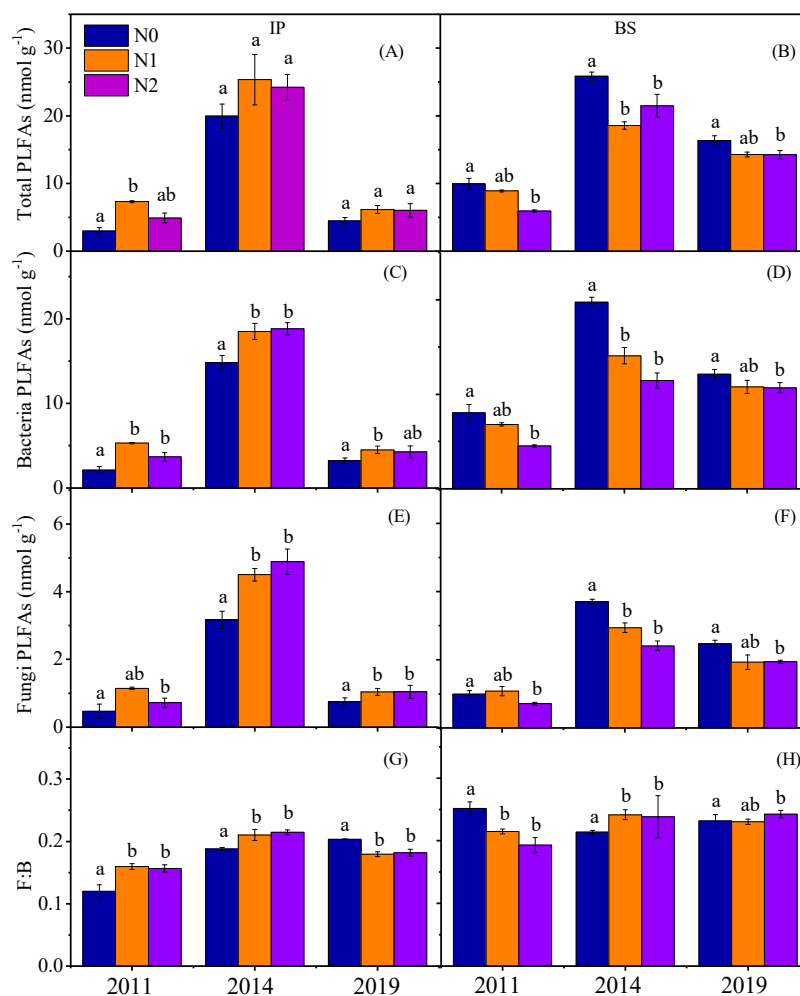 IP
BS
N0
N1
N2
(A)
(B)
Total PLFAs (nmol g-1)
30
20
10
0
a b ab
a a a
a a a
a ab b
a b b
a ab b
(C)
(D)
Bacteria PLFAs (nmol g-1)
20
10
0
a b b
a b b
a b ab
a ab b
a b b
a ab b
(E)
(F)
Fungi PLFAs (nmol g-1)
6
4
2
0
a ab b
a b b
a b b
a ab b
a b b
a ab b
(G)
(H)
F:B
0.3
0.2
0.1
0.0
a b b
a b b
a b b
a b b
a b b
a ab b
2011 2014 2019
2011 2014 2019